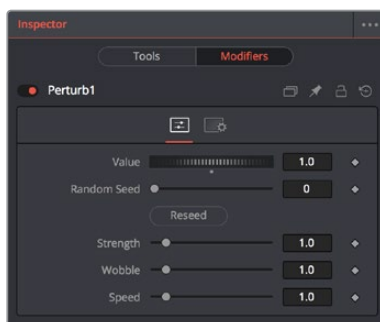 Inspector
Tools Modifiers
Perturb1
Value 1.0
Random Seed 0
Reseed
Strength 1.0
Wobble 1.0
Speed 1.0